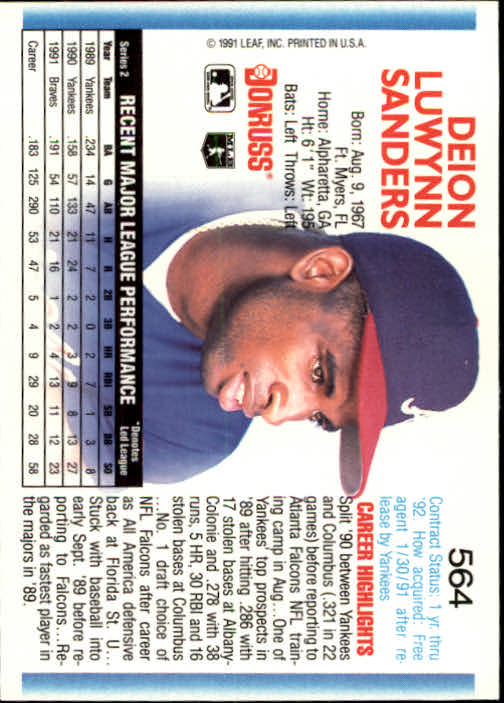 564
DEION
LUWYNN
SANDERS
Contract Status: 1 yr. thru
'92. How acquired: Free
agent 1/30/91 after re-
lease by Yankees
Born: Aug. 9, 1967
Ft. Myers, FL
Home: Alpharetta, GA
Ht: 6' 1" Wt: 195
Bats: Left Throws: Left
DONRUSS
MLB
© 1991 LEAF, INC. PRINTED IN U.S.A.
CAREER HIGHLIGHTS
Split '90 between Yankees
and Columbus (.321 in 22
games) before reporting to
Atlanta Falcons NFL train-
ing camp in Aug...One of
Yankees' top prospects in
'89 after hitting .286 with
17 stolen bases at Albany-
Colonie and .278 with 38
runs, 5 HR, 30 RBI and 16
stolen bases at Columbus
...No. 1 draft choice of
NFL Falcons after career
as All America defensive
back at Florida St. U...
Stuck with baseball into
early Sept. '89 before re-
porting to Falcons...Re-
garded as fastest player in
the majors in '89.
Series 2 RECENT MAJOR LEAGUE PERFORMANCE *Denotes
Led League
Year Team BA G AB H R 2B 3B HR RBI SB BB SO
1989 Yankees .234 14 47 11 7 2 0 2 7 1 3 8
1990 Yankees .158 57 133 21 24 2 2 3 9 8 13 27
1991 Braves .191 54 110 21 16 1 2 4 13 11 12 23
Career .183 125 290 53 47 5 4 9 29 20 28 58